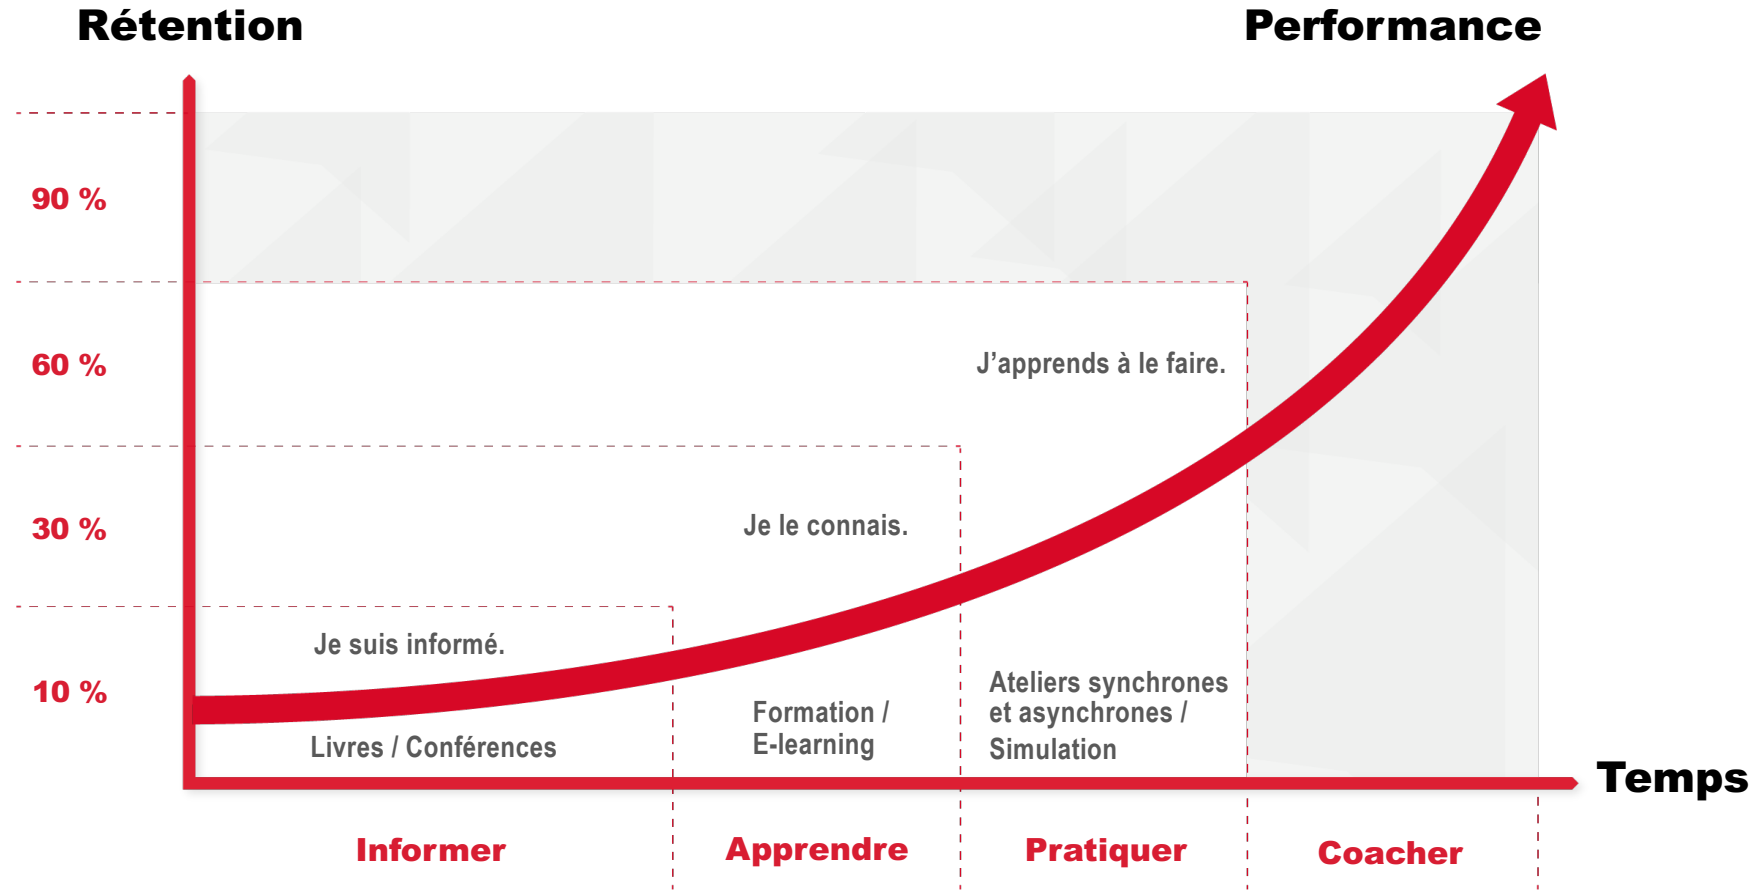 Rétention
Performance
90 %
60 %
J’apprends à le faire.
30 %
Je le connais.
Je suis informé.
10 %
Livres / Conférences
Formation /
E-learning
Ateliers synchrones
et asynchrones /
Simulation
Temps
Informer
Apprendre
Pratiquer
Coacher